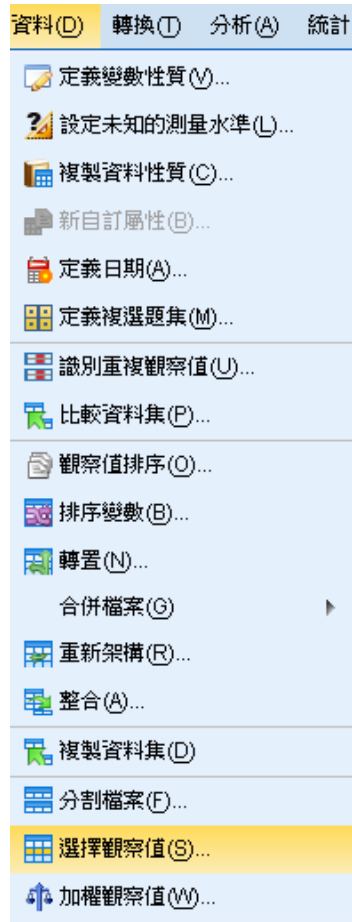 資料(D) 轉換(T) 分析(A) 統計
定義變數性質(V)...
設定未知的測量水準(L)...
複製資料性質(C)...
新自訂屬性(B)...
定義日期(A)...
定義複選題集(M)...
識別重複觀察值(U)...
比較資料集(P)...
觀察值排序(O)...
排序變數(B)...
轉置(N)...
合併檔案(G)
重新架構(R)...
整合(A)...
複製資料集(D)
分割檔案(F)...
選擇觀察值(S)...
加權觀察值(W)...